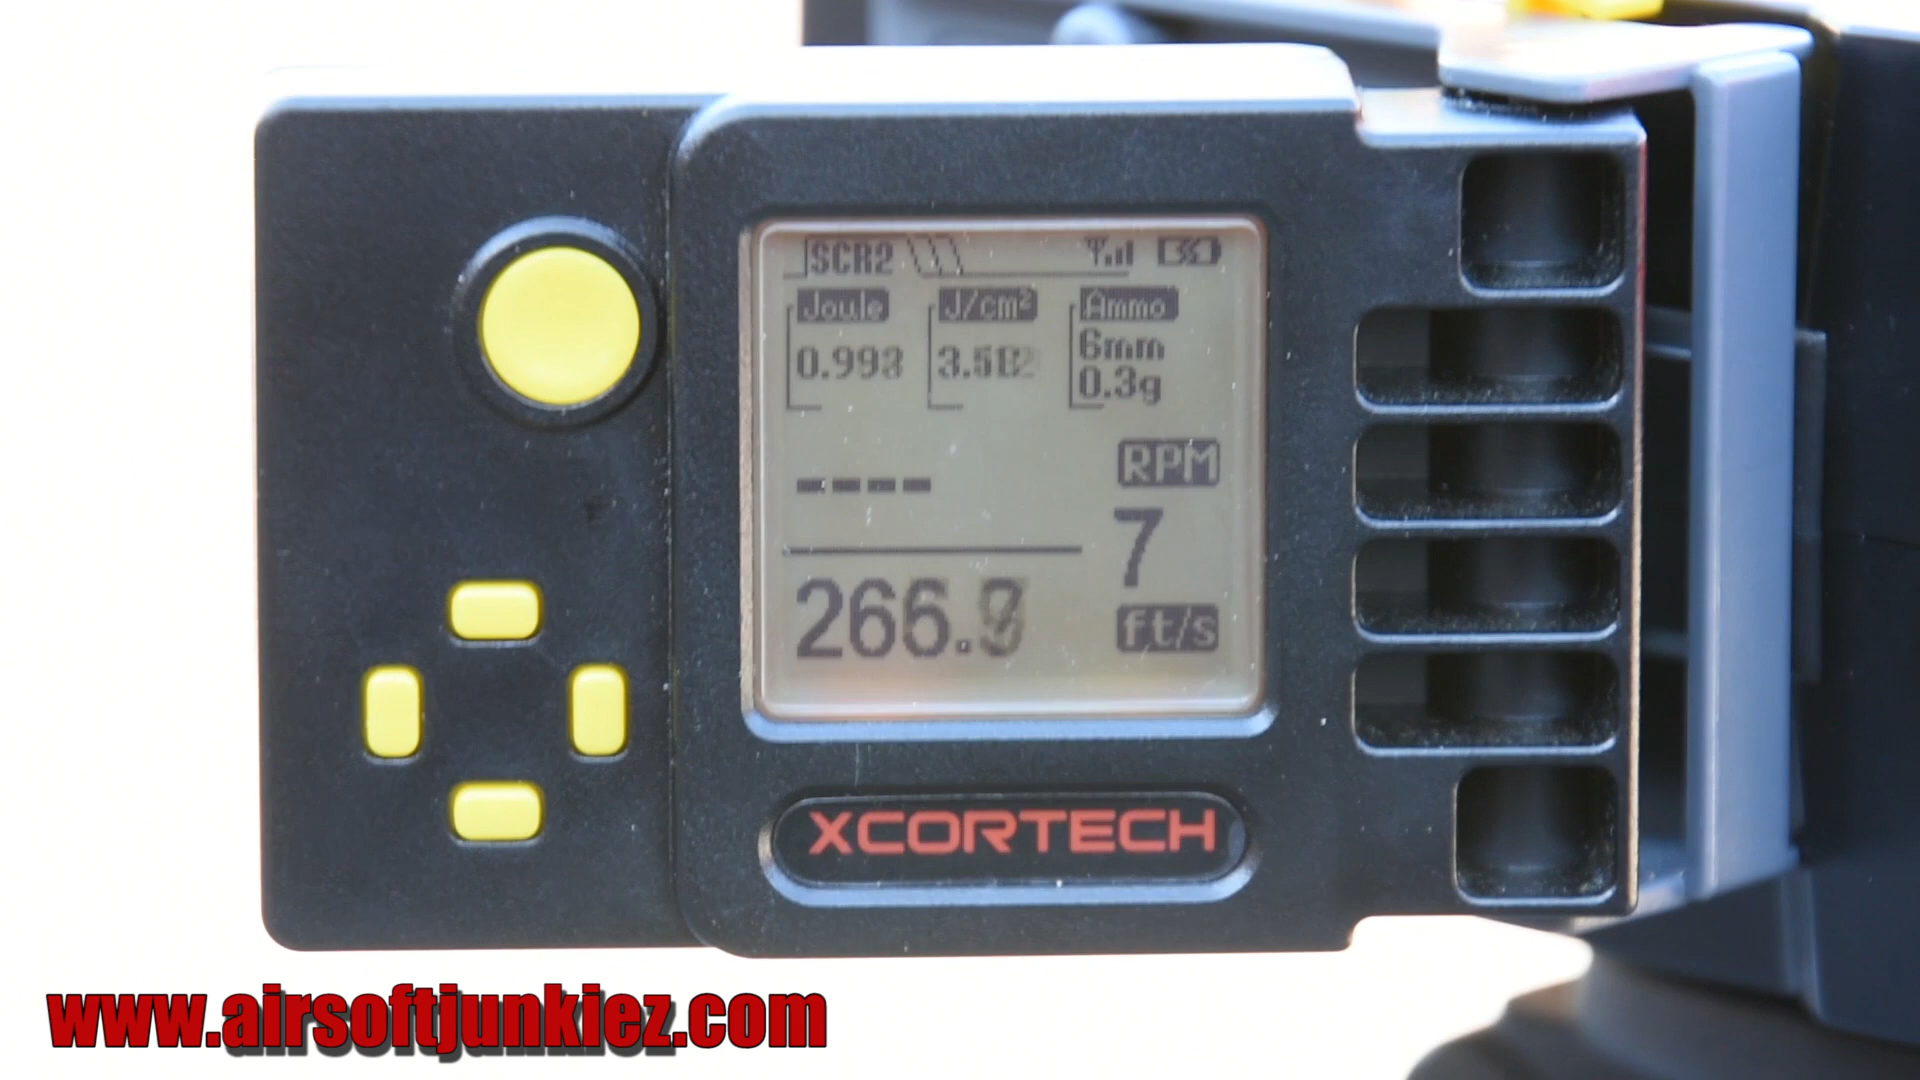 SCR2
Joule J/cm² Ammo
0.993 6mm
0.3g
----
RPM
7
ft/s
XCORTECH
www.airsoftjunkiez.com